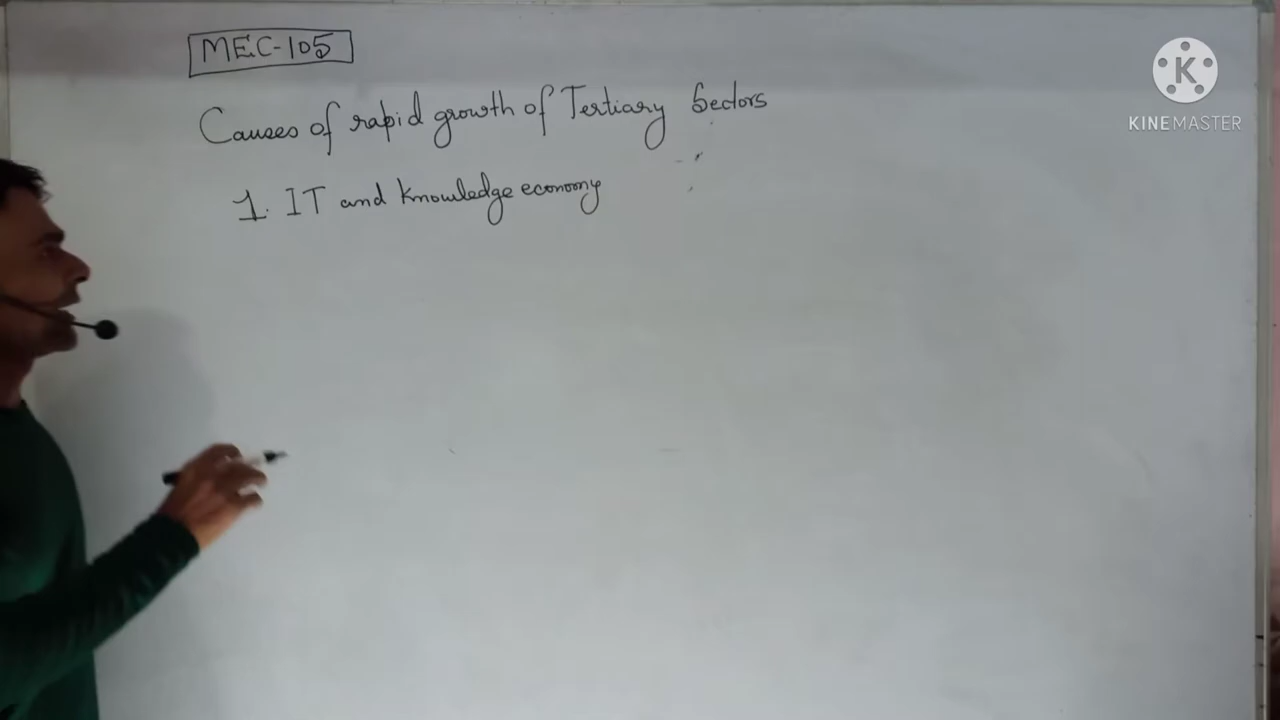 MEC-105
Causes of rapid growth of Tertiary Sectors
1. IT and Knowledge economy
K
KINEMASTER